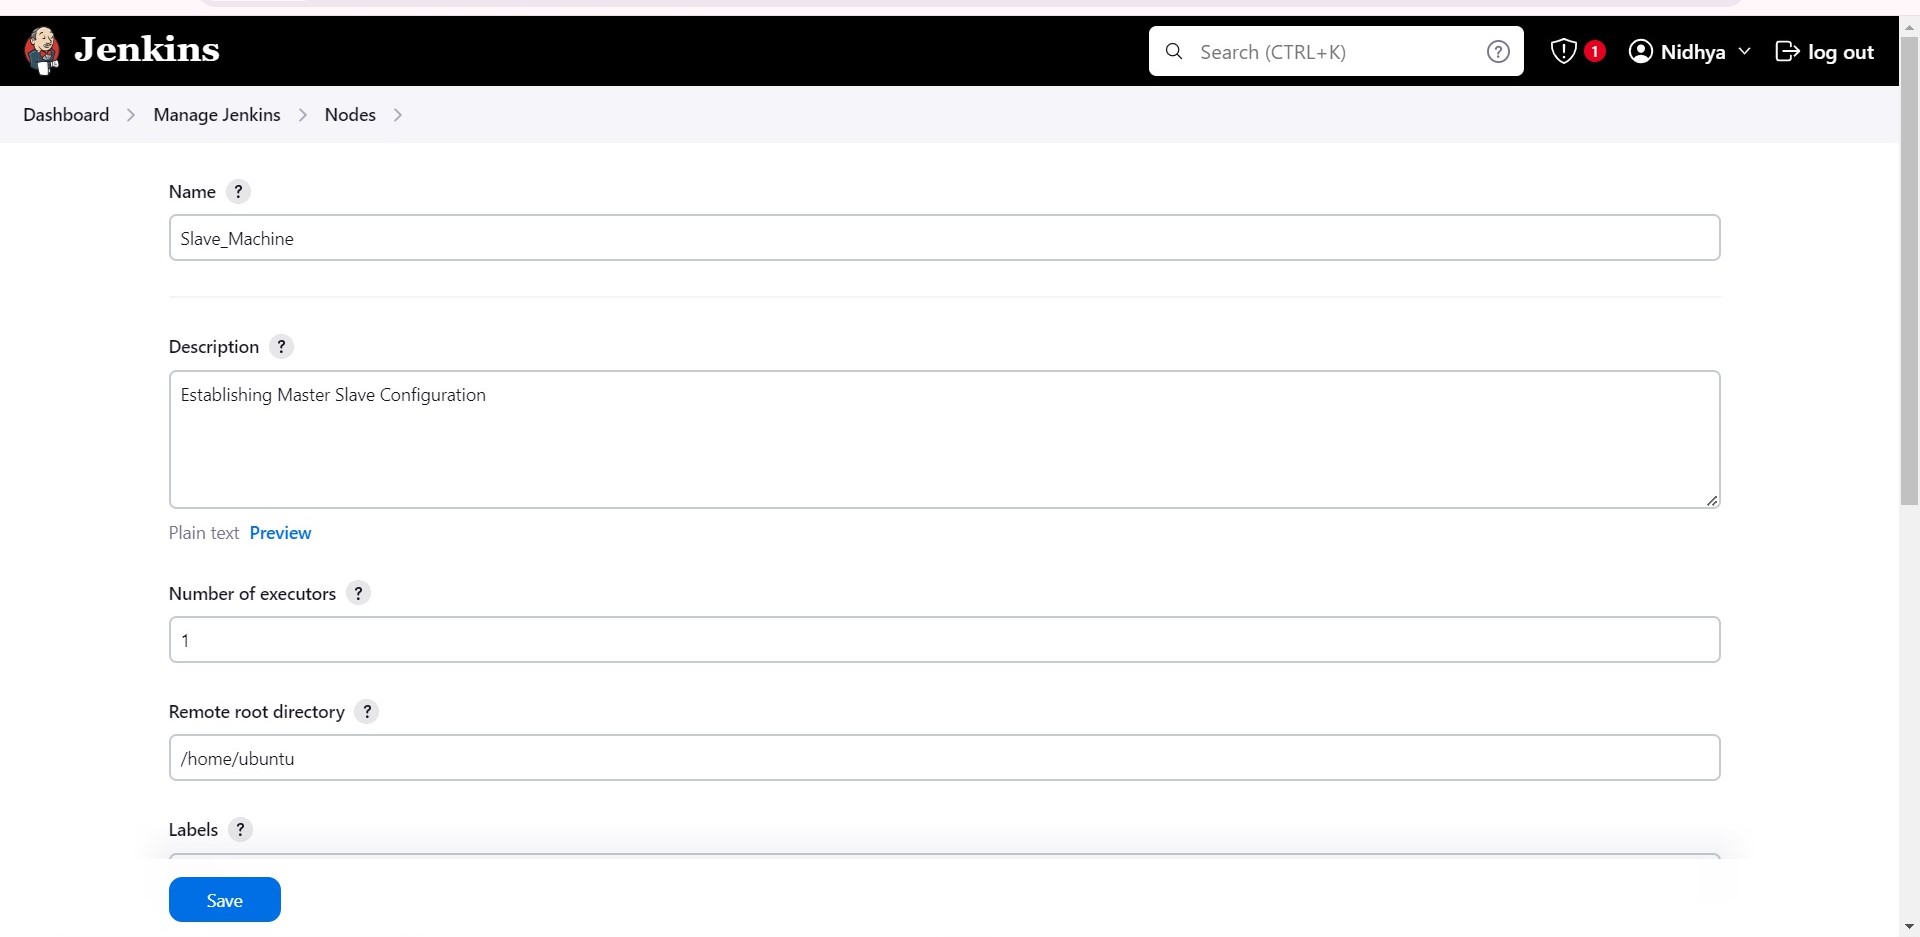 Jenkins
Search (CTRL+K) ?
1
Nidhya
log out
Dashboard
Manage Jenkins
Nodes
Name ?
Slave_Machine
Description ?
Establishing Master Slave Configuration
Plain text Preview
Number of executors ?
1
Remote root directory ?
/home/ubuntu
Labels ?
Save